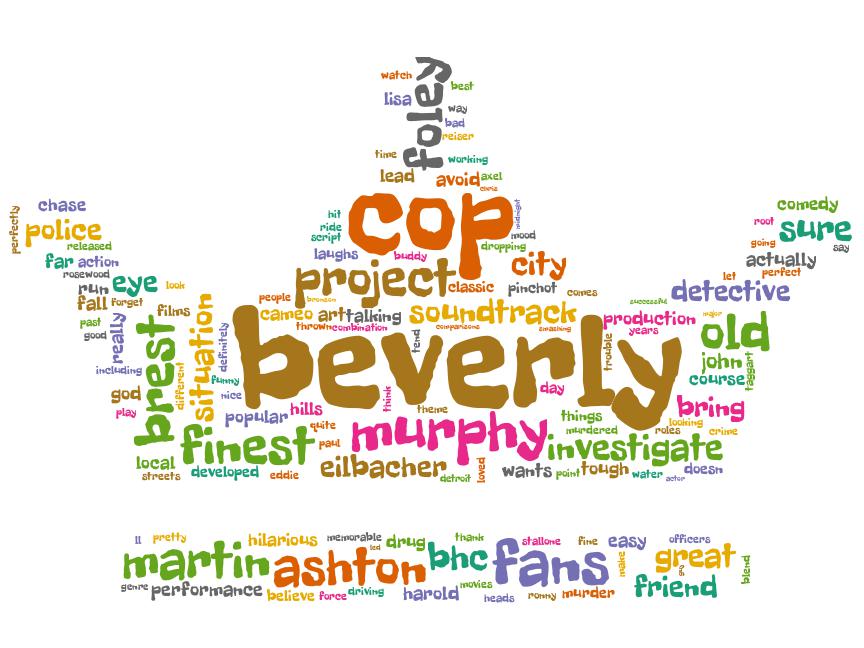 watch
foley
best
lisa
way
bad
reiser
time
working
lead
avoid
axel
chris
cop
midnight
hit
ride
script
mood
dropping
laughs
buddy
city
project
classic
pinchot
comes
perfectly
chase
police
released
far
action
rosewood
run
eye
look
fall
forget
films
past
good
really
including
god
play
brest
different
situation
definitely
funny
nice
people
bronson
cameo
art
talking
soundtrack
thrown
combination
comparisons
smashing
tend
beverly
trouble
successful
production
years
major
comedy
root
sure
going
say
actually
let
perfect
detective
old
john
taggart
course
bring
looking
crime
roles
day
think
theme
things
murdered
popular
hills
quite
paul
murphy
investigate
finest
local
streets
developed
eddie
eilbacher
detroit
loved
wants
point
tough
water
actor
doesn
ll
pretty
hilarious
memorable
led
drug
thank
stallone
fine
easy
officers
martin
ashton
bhc
fans
make
great
go
blend
genre
performance
believe
force
driving
harold
movies
heads
ronny
murder
friend